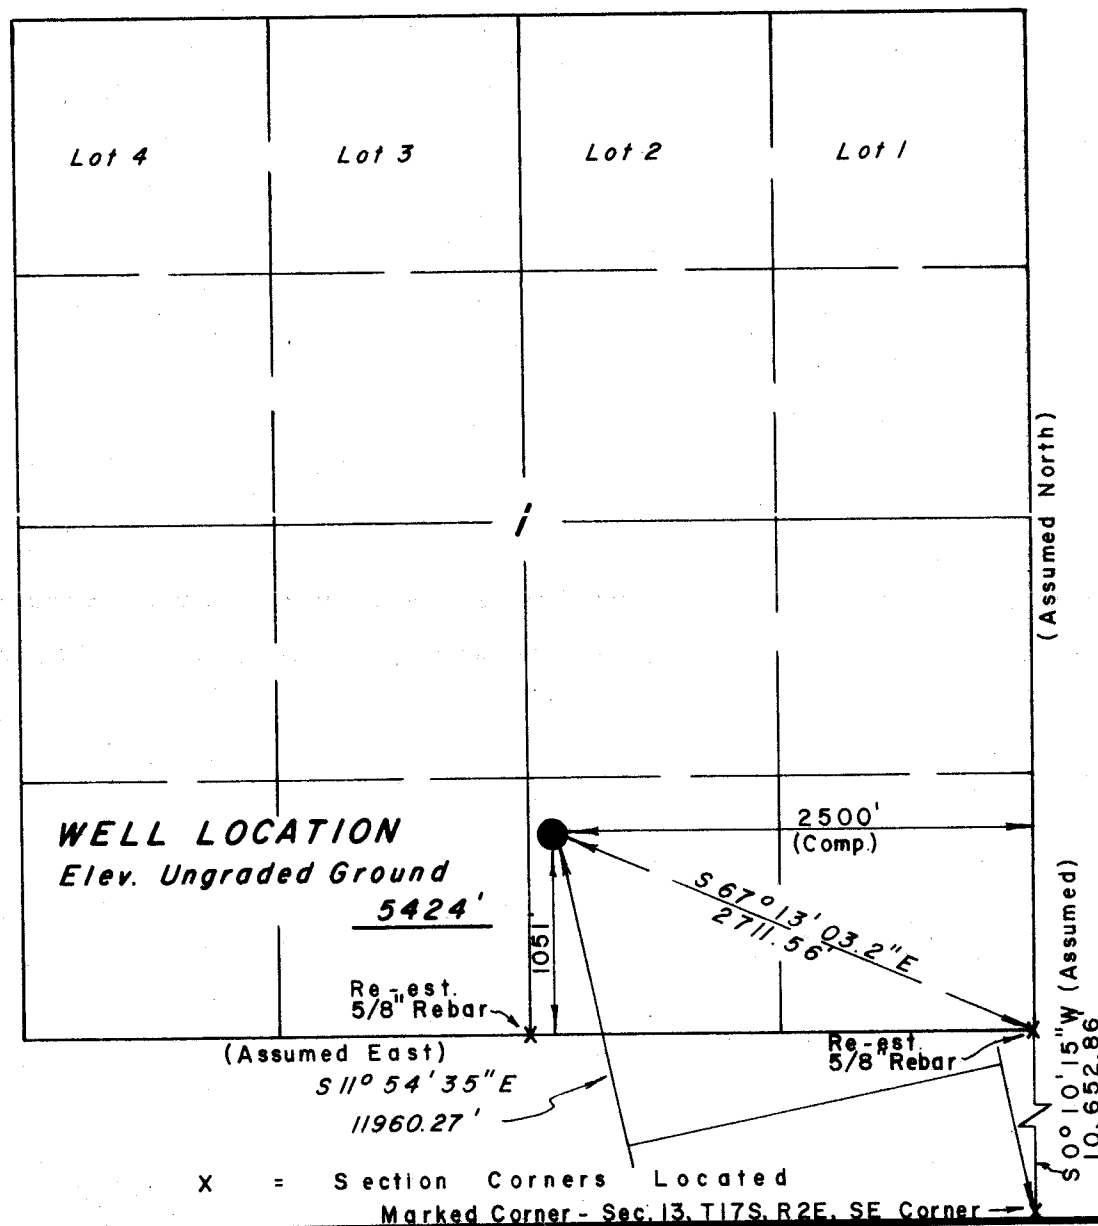 Lot 4
Lot 3
Lot 2
Lot 1
1
(Assumed North)
WELL LOCATION
Elev. Ungraded Ground
5424'
2500'
(Comp.)
S 67° 13' 03.2" E
2711.56'
1051'
Re-est.
5/8" Rebar
Re-est.
5/8" Rebar
(Assumed East)
S 11° 54' 35" E
11960.27'
S 0° 10' 15" W (Assumed)
10,652.86
X = Section Corners Located
Marked Corner - Sec. 13, T17S, R2E, SE Corner